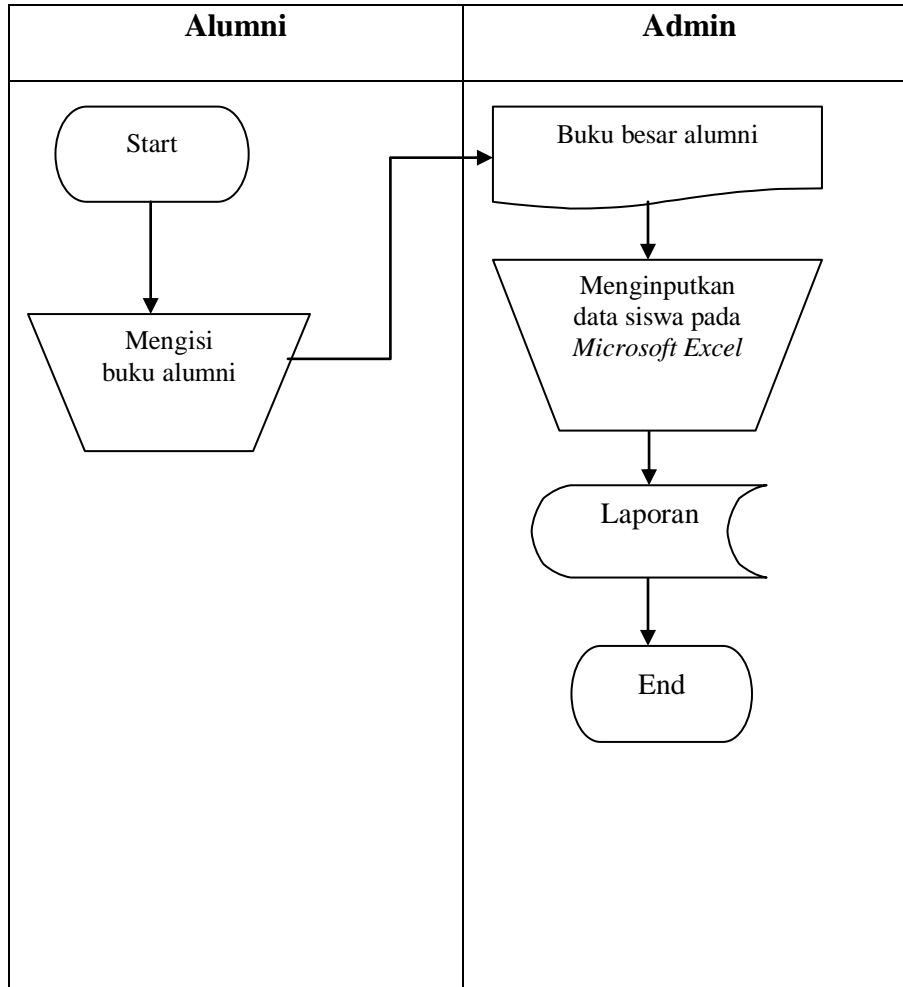 Alumni
Admin
Start
Mengisi
buku alumni
Buku besar alumni
Menginputkan
data siswa pada
Microsoft Excel
Laporan
End